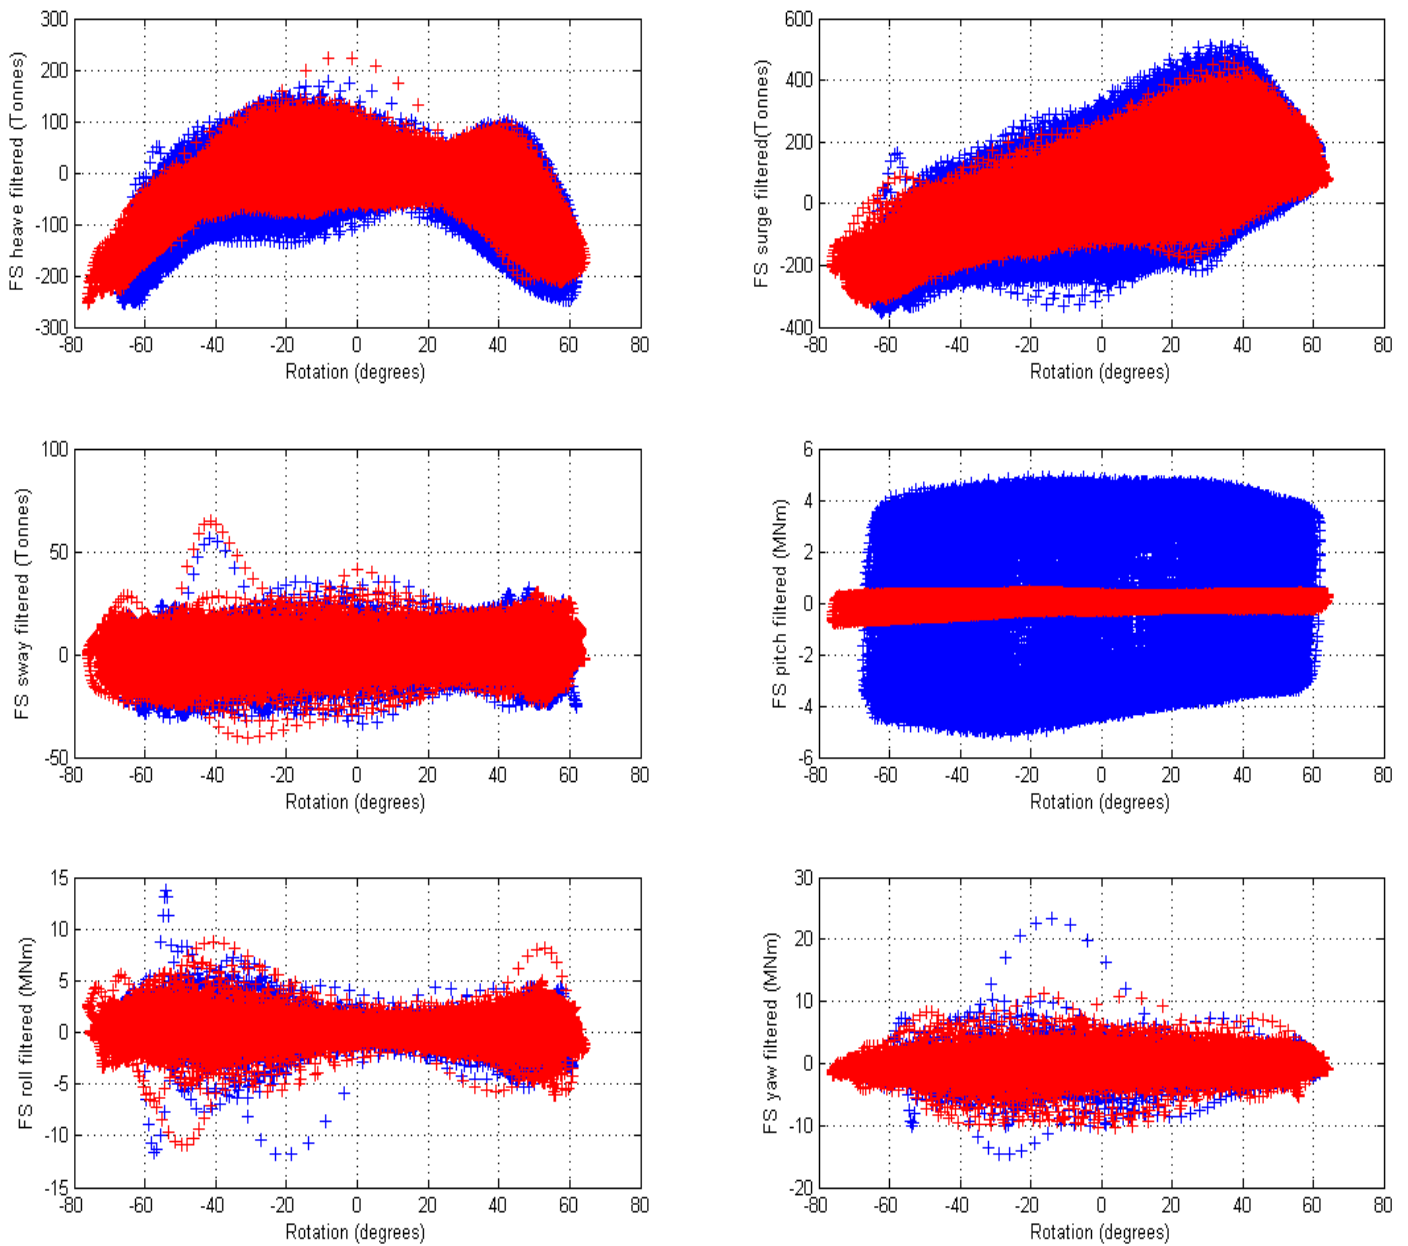 300
200
100
0
-100
-200
-300
FS heave filtered (Tonnes)
-80 -60 -40 -20 0 20 40 60 80
Rotation (degrees)
600
400
200
0
-200
-400
FS surge filtered(Tonnes)
-80 -60 -40 -20 0 20 40 60 80
Rotation (degrees)
100
50
0
-50
FS sway filtered (Tonnes)
-80 -60 -40 -20 0 20 40 60 80
Rotation (degrees)
6
4
2
0
-2
-4
-6
FS pitch filtered (MNm)
-80 -60 -40 -20 0 20 40 60 80
Rotation (degrees)
15
10
5
0
-5
-10
-15
FS roll filtered (MNm)
-80 -60 -40 -20 0 20 40 60 80
Rotation (degrees)
30
20
10
0
-10
-20
FS yaw filtered (MNm)
-80 -60 -40 -20 0 20 40 60 80
Rotation (degrees)